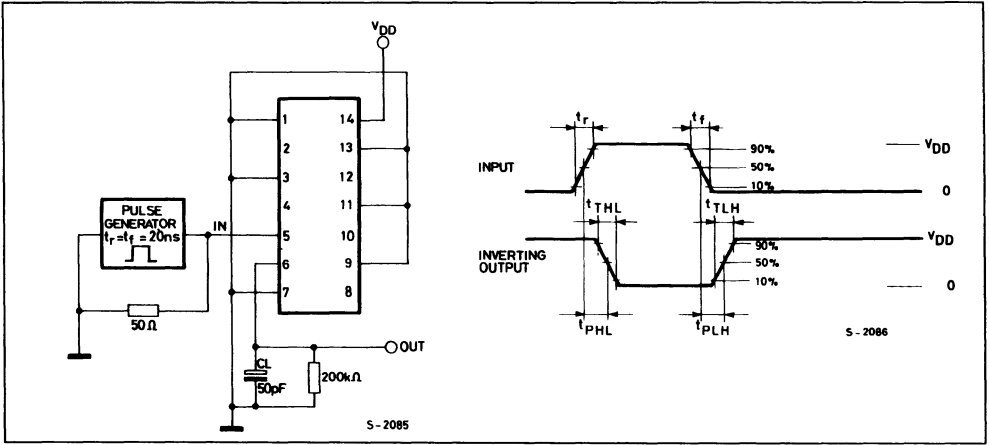 VDD
1 14
2 13
3 12
4 11
5 10
6 9
7 8
PULSE
GENERATOR
tr=tf=20ns
IN
50Ω
CL
50pF
200kΩ
OUT
S-2085
tr
tf
INPUT
90%
50%
10%
VDD
0
tTHL
tTLH
INVERTING
OUTPUT
90%
50%
10%
VDD
0
tPHL
tPLH
S-2086